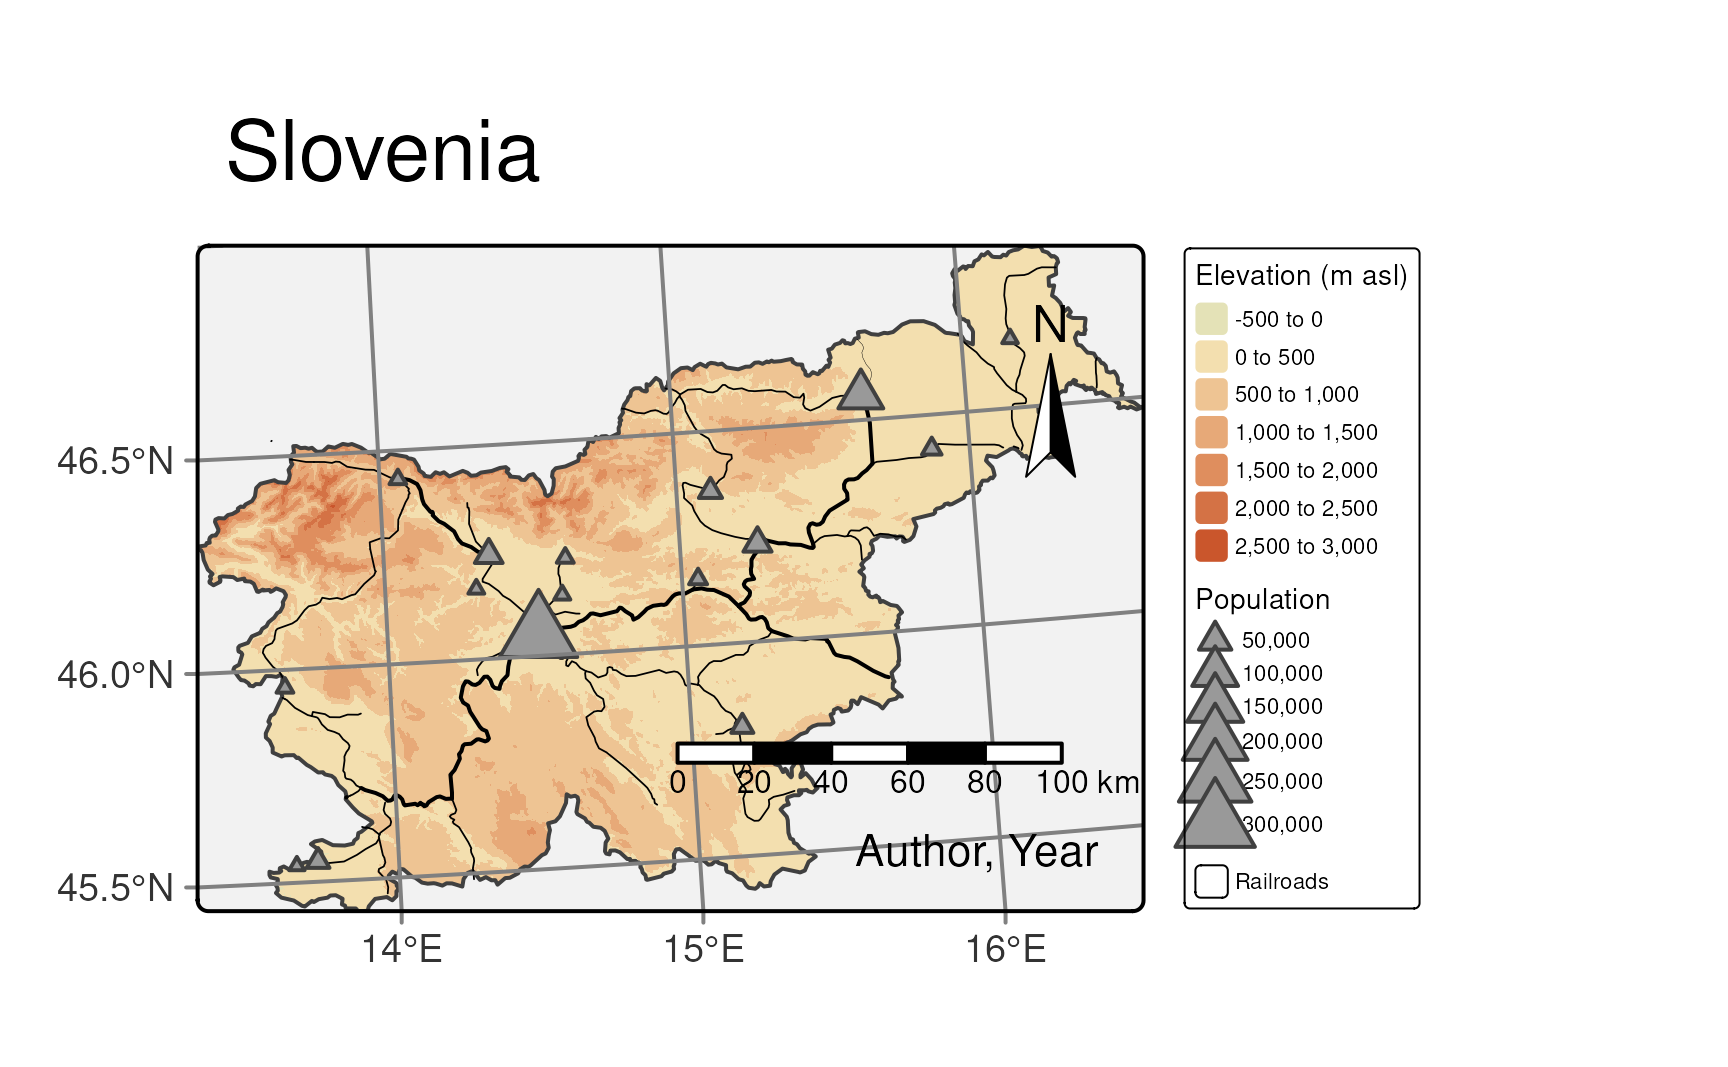 Slovenia
N
46.5°N
46.0°N
45.5°N
14°E
15°E
16°E
0 20 40 60 80 100 km
Author, Year
Elevation (m asl)
-500 to 0
0 to 500
500 to 1,000
1,000 to 1,500
1,500 to 2,000
2,000 to 2,500
2,500 to 3,000
Population
50,000
100,000
150,000
200,000
250,000
300,000
Railroads